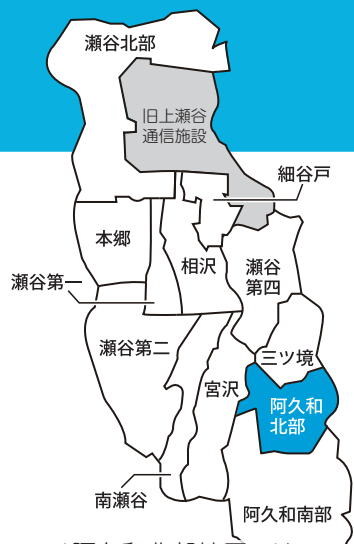 瀬谷北部
旧上瀬谷
通信施設
細谷戸
本郷
相沢
瀬谷
第四
瀬谷第一
瀬谷第二
三ツ境
宮沢
阿久和
北部
南瀬谷
阿久和南部